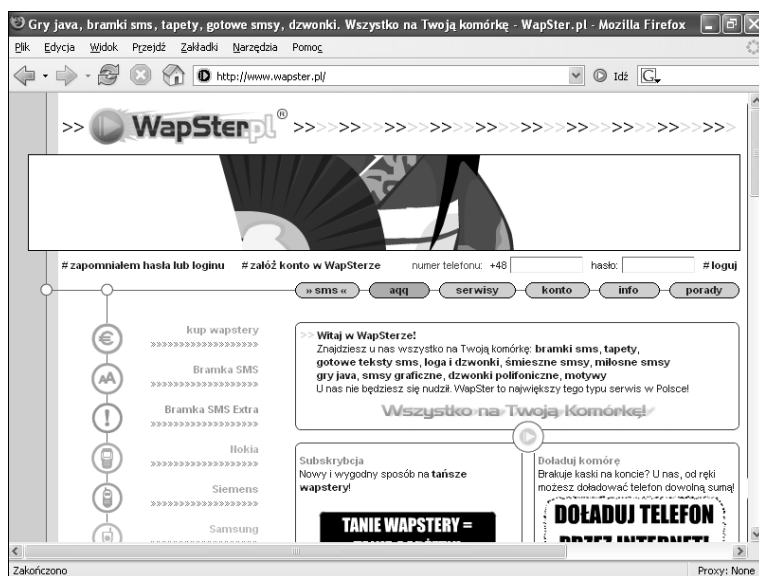 Gry java, bramki sms, tapety, gotowe smsy, dzwonki. Wszystko na Twoją komórkę - WapSter.pl - Mozilla Firefox
Plik Edycja Widok Przejdź Zakładki Narzędzia Pomoc
http://www.wapster.pl/ Idź G
>> WapSter.pl ® >>>>>>>>>>>>>>>>>>>>>>>>>>>>>>>>>>>>>>>
# zapomniałem hasła lub loginu # załóż konto w WapSterze numer telefonu: +48 hasło: # loguj
» sms « aqq serwisy konto info porady
kup wapstery
»»»»»»»»»»»»»»»»»»
Bramka SMS
»»»»»»»»»»»»»»»»»»
Bramka SMS Extra
»»»»»»»»»»»»»»»»»»
Nokia
»»»»»»»»»»»»»»»»»»
Siemens
»»»»»»»»»»»»»»»»»»
Samsung
>> Witaj w WapSterze!
Znajdziesz u nas wszystko na Twoją komórkę: bramki sms, tapety,
gotowe teksty sms, loga i dzwonki, śmieszne smsy, miłosne smsy
gry java, smsy graficzne, dzwonki polifoniczne, motywy
U nas nie będziesz się nudził. WapSter to największy tego typu serwis w Polsce!
Wszystko na Twoją Komórkę!
Subskrybcja
Nowy i wygodny sposób na tańsze
wapstery!
TANIE WAPSTERY =
Doładuj komórę
Brakuje kaski na koncie? U nas, od ręki
możesz doładować telefon dowolną sumą!
DOŁADUJ TELEFON
PRZEZ INTERNET!
Zakończono Proxy: None